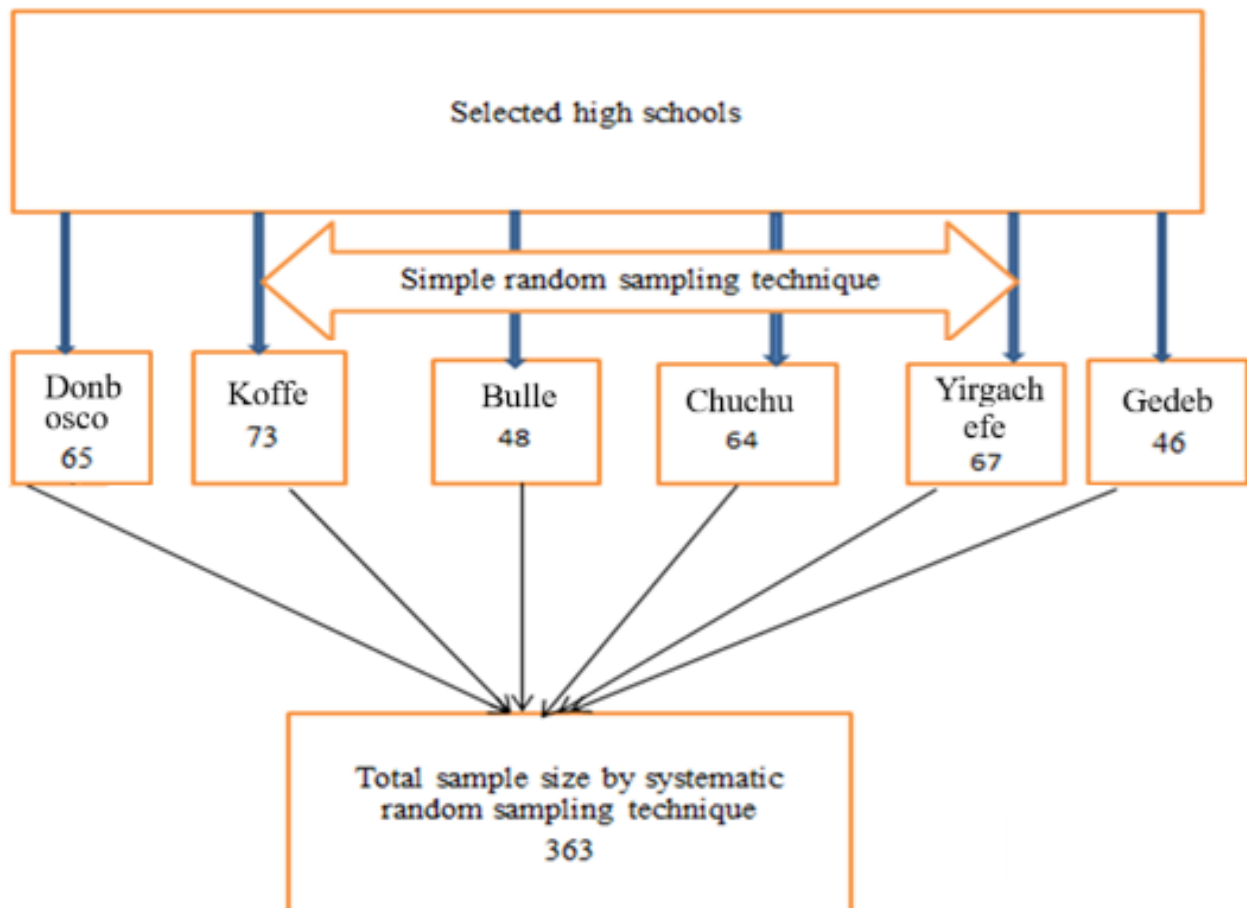 Selected high schools
Simple random sampling technique
Donb
osco
65
Koffe
73
Bulle
48
Chuchu
64
Yirgach
efe
67
Gedeb
46
Total sample size by systematic
random sampling technique
363